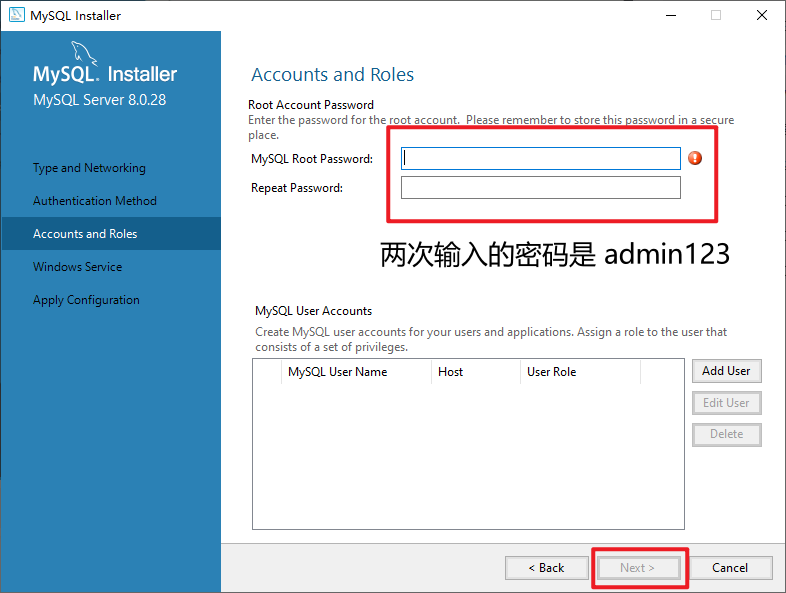 MySQL Installer
MySQL. Installer
MySQL Server 8.0.28
Type and Networking
Authentication Method
Accounts and Roles
Windows Service
Apply Configuration
Accounts and Roles
Root Account Password
Enter the password for the root account.  Please remember to store this password in a secure
place.
MySQL Root Password:
Repeat Password:
两次输入的密码是 admin123
MySQL User Accounts
Create MySQL user accounts for your users and applications. Assign a role to the user that
consists of a set of privileges.
MySQL User Name Host User Role
Add User
Edit User
Delete
< Back Next > Cancel